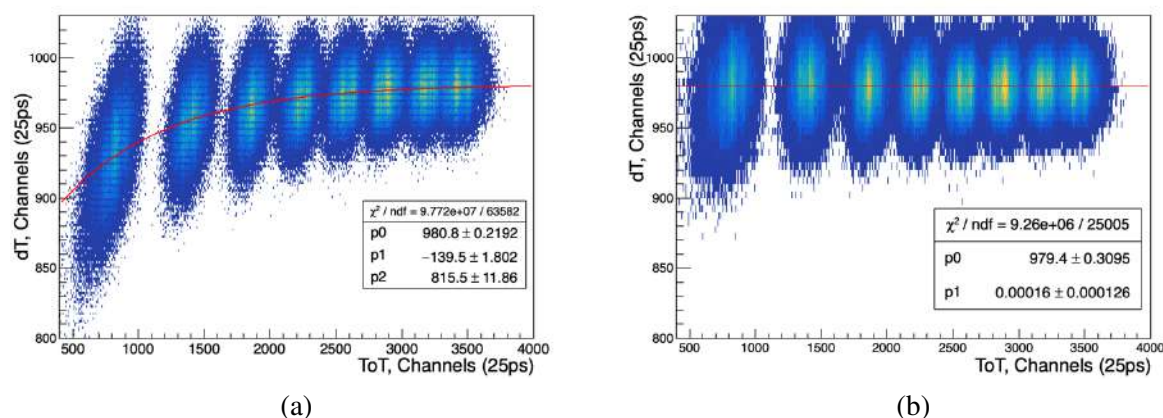 dT, Channels (25ps)
1000
950
900
850
800
χ² / ndf = 9.772e+07 / 63582
p0 980.8 ± 0.2192
p1 −139.5 ± 1.802
p2 815.5 ± 11.86
500 1000 1500 2000 2500 3000 3500 4000
ToT, Channels (25ps)
(a)
dT, Channels (25ps)
1000
950
900
850
800
χ² / ndf = 9.26e+06 / 25005
p0 979.4 ± 0.3095
p1 0.00016 ± 0.000126
500 1000 1500 2000 2500 3000 3500 4000
ToT, Channels (25ps)
(b)